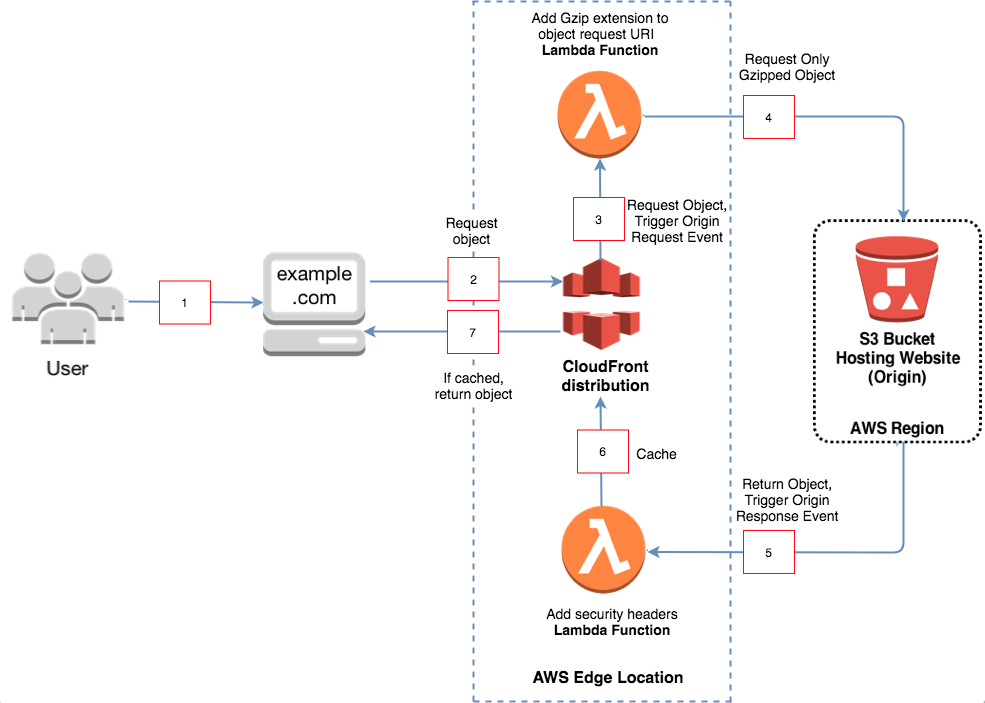 Add Gzip extension to
object request URI
Lambda Function
Request Only
Gzipped Object
4
3
Request Object,
Trigger Origin
Request Event
Request
object
2
example
.com
1
7
User
If cached,
return object
CloudFront
distribution
S3 Bucket
Hosting Website
(Origin)
AWS Region
6
Cache
Return Object,
Trigger Origin
Response Event
5
Add security headers
Lambda Function
AWS Edge Location